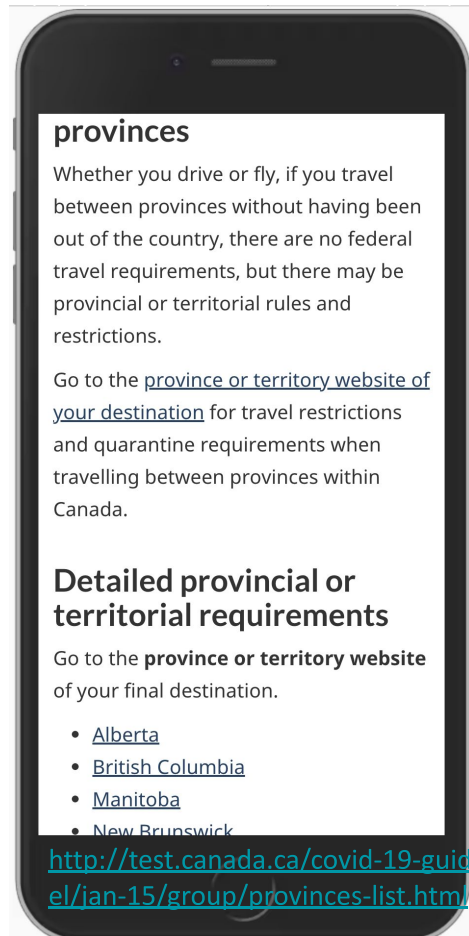 provinces
Whether you drive or fly, if you travel
between provinces without having been
out of the country, there are no federal
travel requirements, but there may be
provincial or territorial rules and
restrictions.
Go to the province or territory website of
your destination for travel restrictions
and quarantine requirements when
travelling between provinces within
Canada.
Detailed provincial or
territorial requirements
Go to the province or territory website
of your final destination.
• Alberta
• British Columbia
• Manitoba
• New Brunswick
http://test.canada.ca/covid-19-guid
el/jan-15/group/provinces-list.html